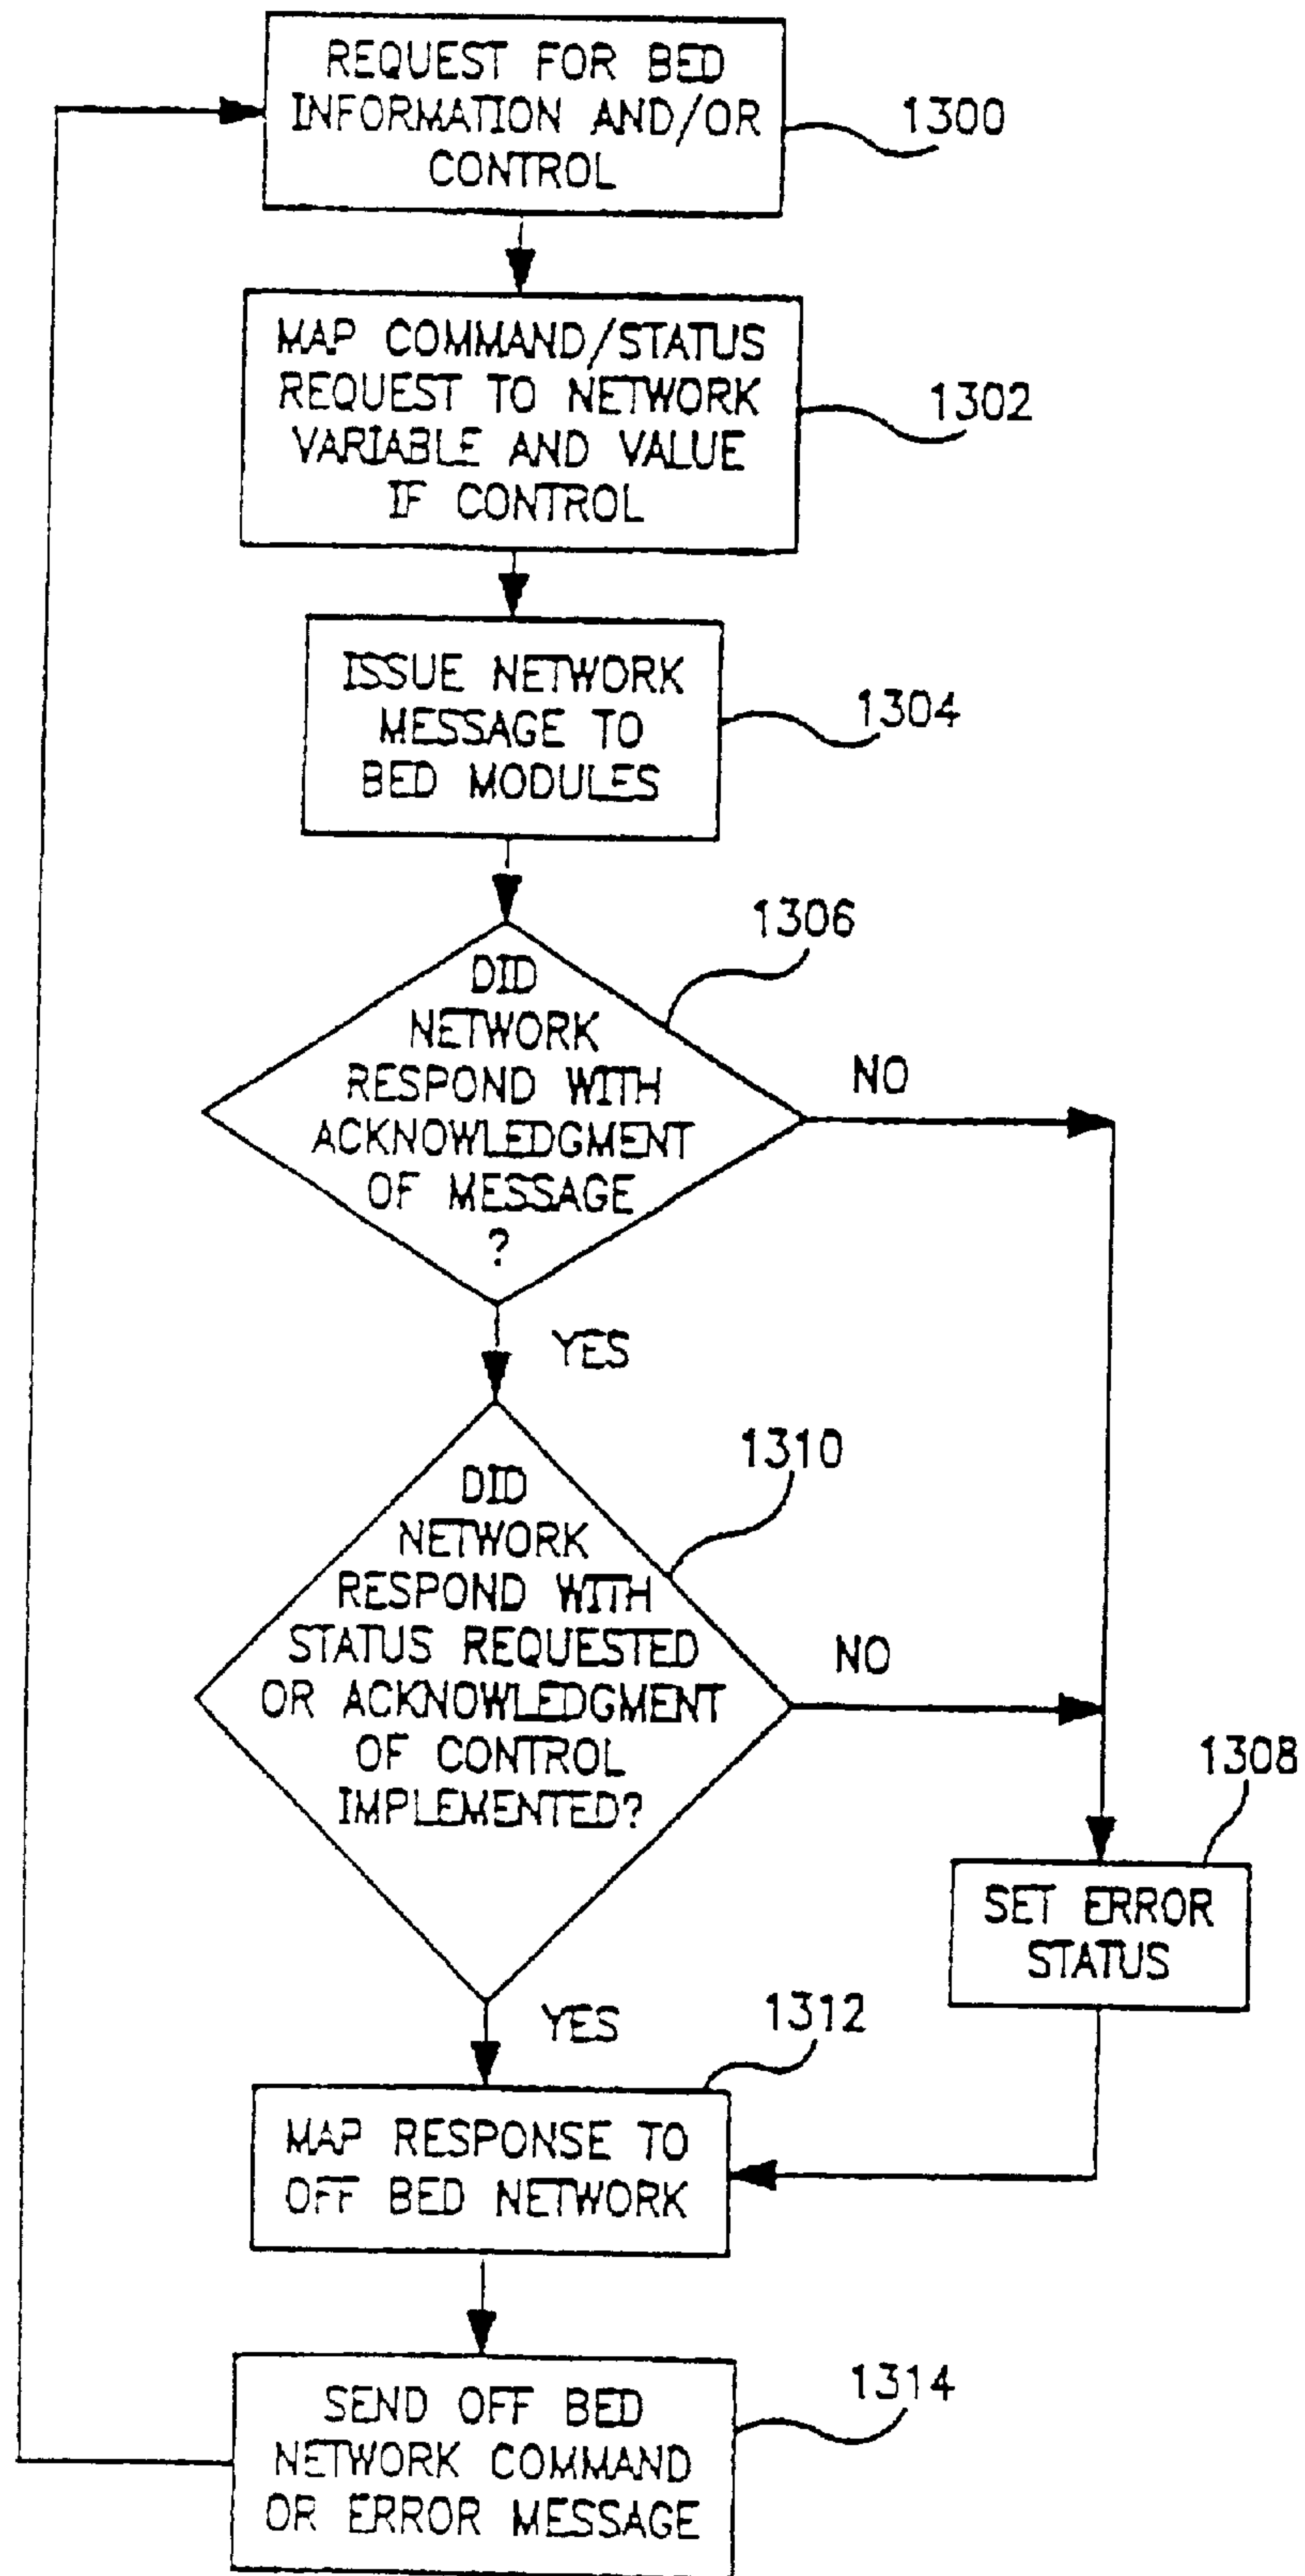 REQUEST FOR BED
INFORMATION AND/OR
CONTROL
1300
MAP COMMAND/STATUS
REQUEST TO NETWORK
VARIABLE AND VALUE
IF CONTROL
1302
ISSUE NETWORK
MESSAGE TO
BED MODULES
1304
1306
DID
NETWORK
RESPOND WITH
ACKNOWLEDGMENT
OF MESSAGE
?
NO
YES
1310
DID
NETWORK
RESPOND WITH
STATUS REQUESTED
OR ACKNOWLEDGMENT
OF CONTROL
IMPLEMENTED?
NO
1308
SET ERROR
STATUS
YES
1312
MAP RESPONSE TO
OFF BED NETWORK
1314
SEND OFF BED
NETWORK COMMAND
OR ERROR MESSAGE